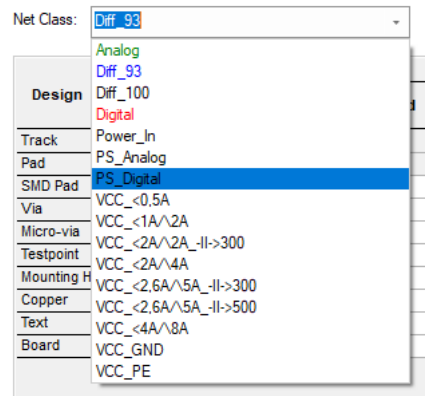 Net Class: Diff_93
Analog
Diff_93
Diff_100
Digital
Power_In
PS_Analog
PS_Digital
VCC_<0,5A
VCC_<1A/\2A
VCC_<2A/\2A_-II->300
VCC_<2A/\4A
VCC_<2,6A/\5A_-II->300
VCC_<2,6A/\5A_-II->500
VCC_<4A/\8A
VCC_GND
VCC_PE
Design
Track
Pad
SMD Pad
Via
Micro-via
Testpoint
Mounting H
Copper
Text
Board